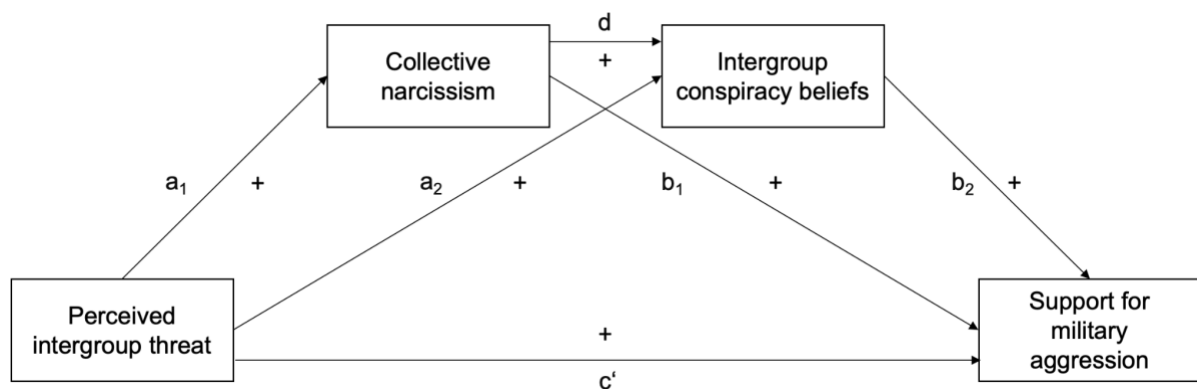 d
+
Collective
narcissism
Intergroup
conspiracy beliefs
a₁
+
a₂
+
b₁
+
b₂
+
Perceived
intergroup threat
+
c‘
Support for
military
aggression